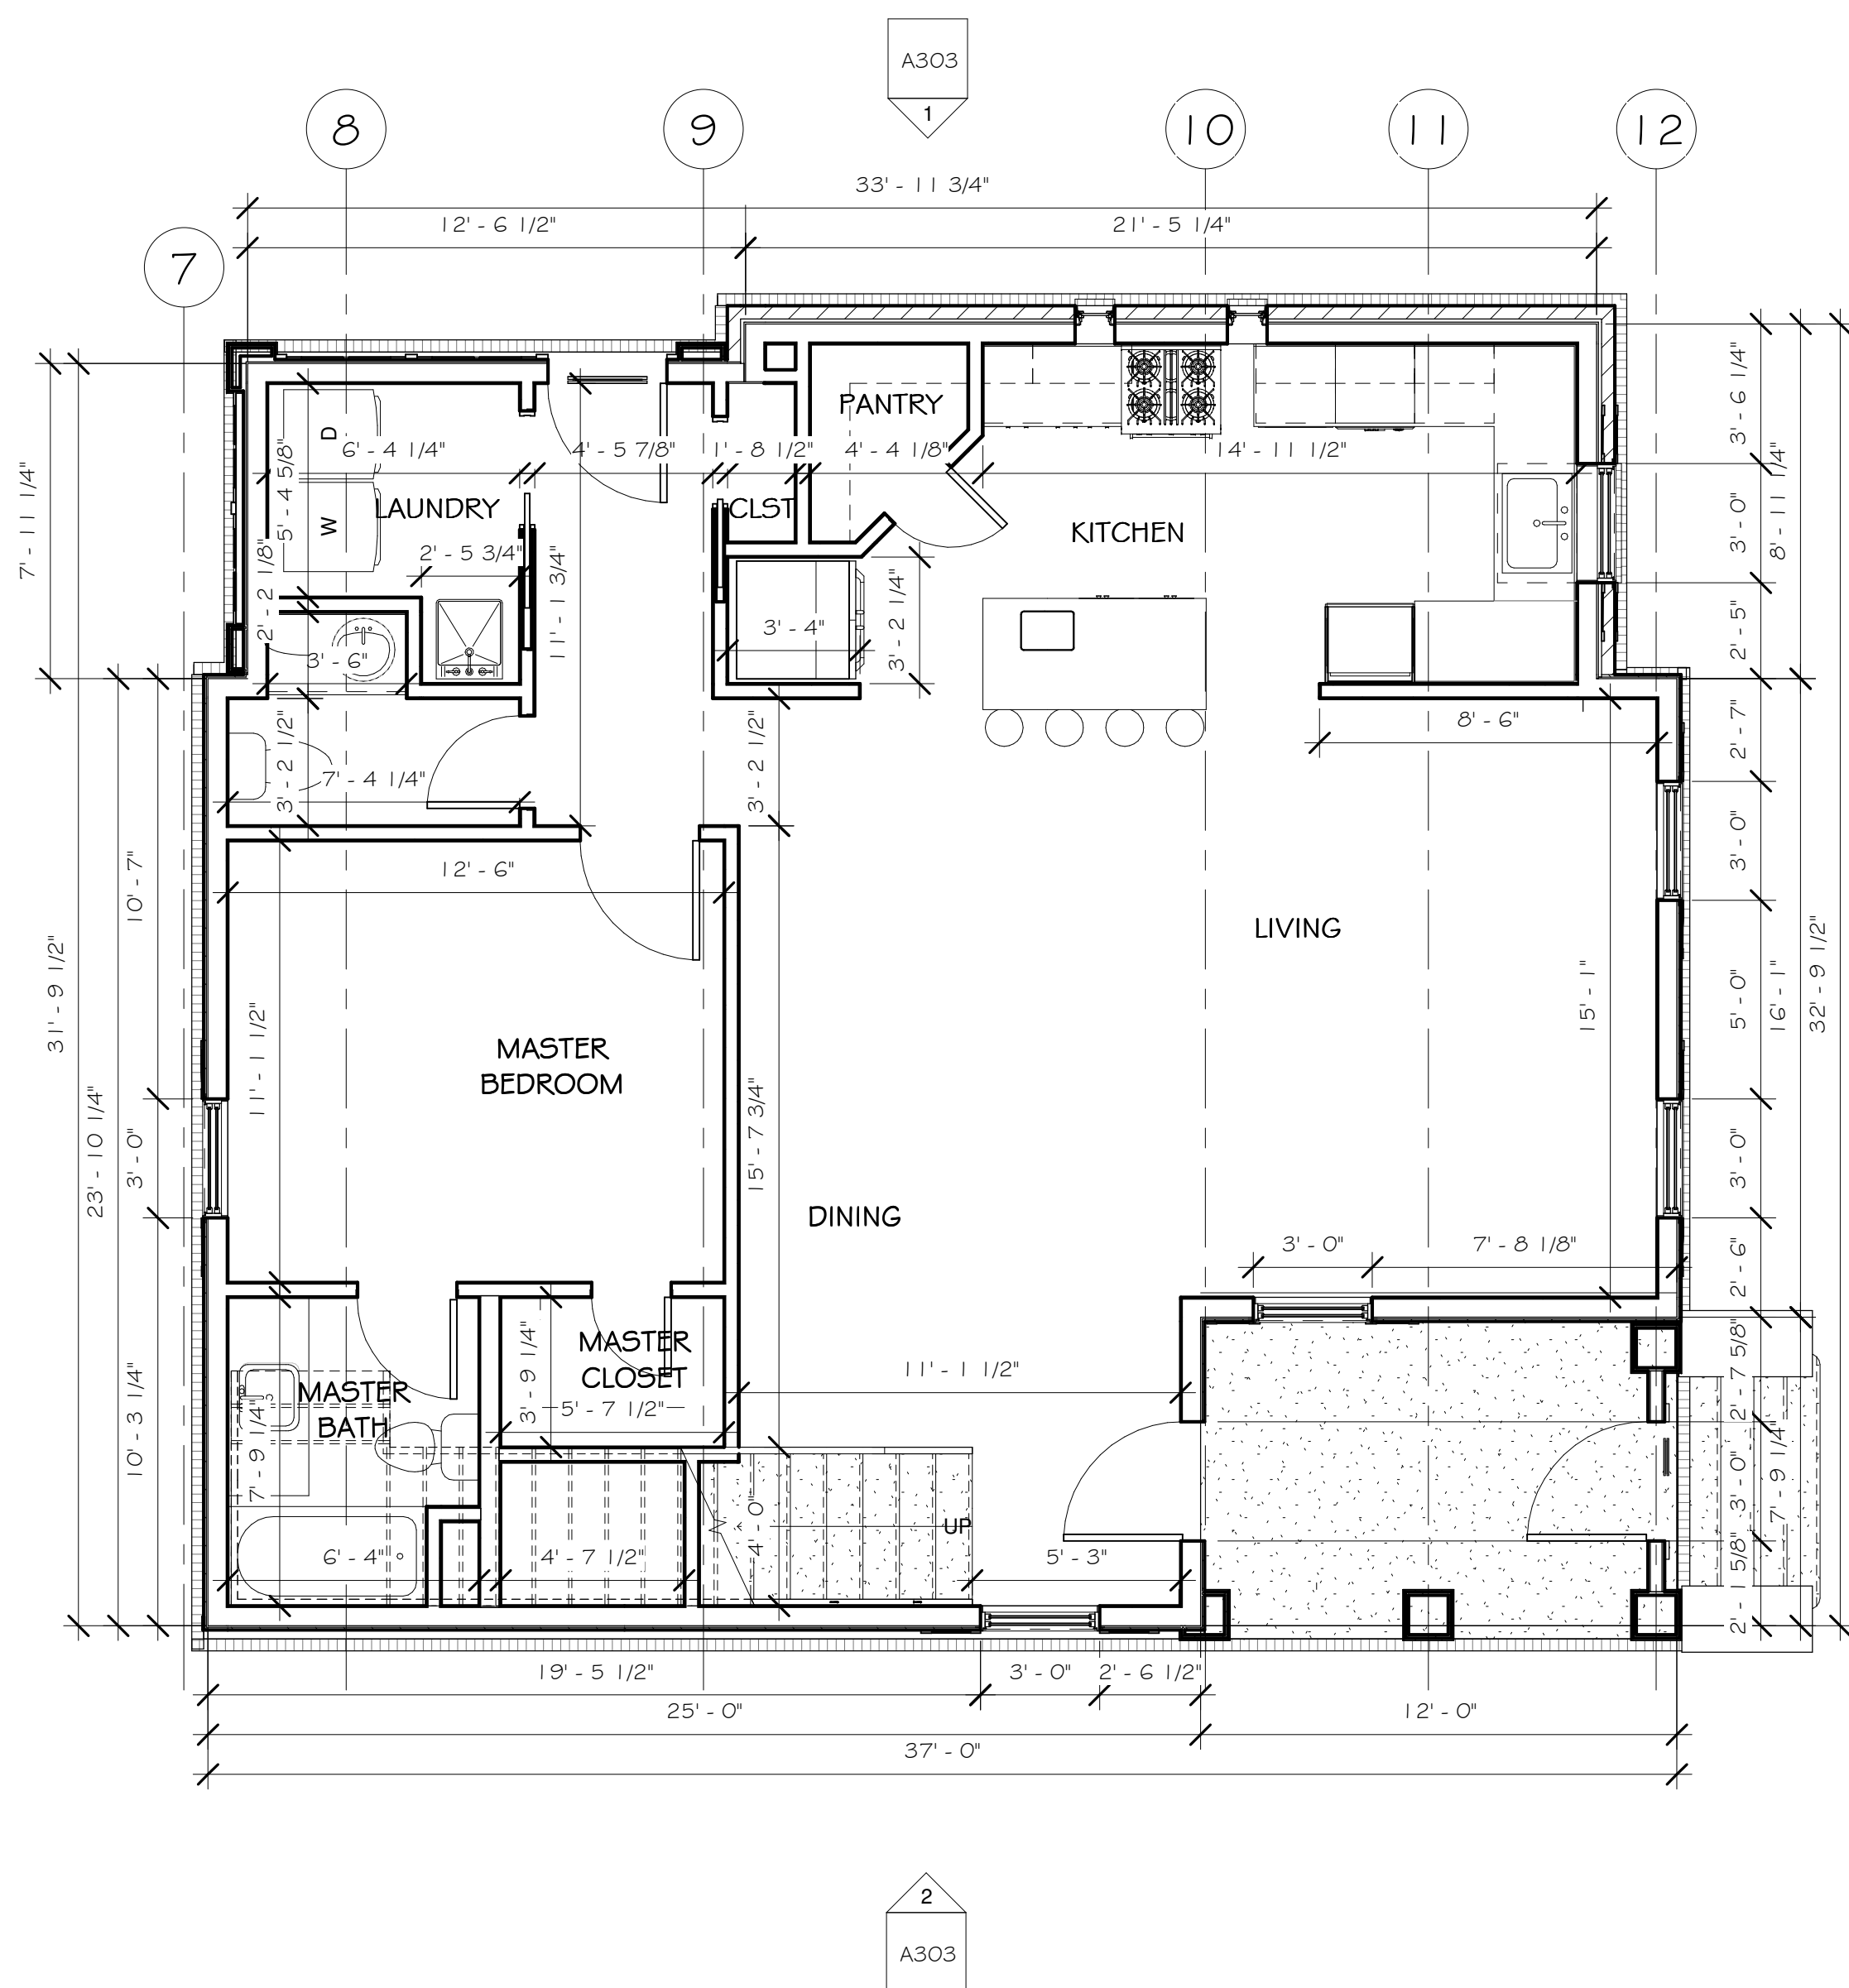 A303
1
8
9
10
11
12
7
33' - 11 3/4"
12' - 6 1/2"
21' - 5 1/4"
PANTRY
D
6' - 4 1/4"
4' - 5 7/8"
1' - 8 1/2"
4' - 4 1/8"
14' - 11 1/2"
5' - 4 5/8"
3' - 6 1/4"
7' - 11 1/4"
LAUNDRY
CLST
W
KITCHEN
3' - 0"
8' - 11 1/4"
2' - 5 3/4"
2' - 2 1/8"
11' - 1 3/4"
3' - 4"
3' - 2 1/4"
2' - 5"
3' - 6"
8' - 6"
2' - 7"
3' - 2 1/2"
7' - 4 1/4"
3' - 2 1/2"
3' - 0"
12' - 6"
10' - 7"
LIVING
31' - 9 1/2"
5' - 0"
16' - 1"
32' - 9 1/2"
15' - 1"
11' - 1 1/2"
MASTER
BEDROOM
23' - 10 1/4"
3' - 0"
15' - 7 3/4"
3' - 0"
DINING
3' - 0"
7' - 8 1/8"
2' - 6"
MASTER
CLOSET
3' - 9 1/4"
5' - 7 1/2"
11' - 1 1/2"
2' - 7 5/8"
MASTER
BATH
10' - 3 1/4"
7' - 9 1/4"
3' - 0"
7' - 9 1/4"
4' - 0"
UP
6' - 4"
4' - 7 1/2"
5' - 3"
2' - 1 5/8"
19' - 5 1/2"
3' - 0"
2' - 6 1/2"
25' - 0"
12' - 0"
37' - 0"
2
A303